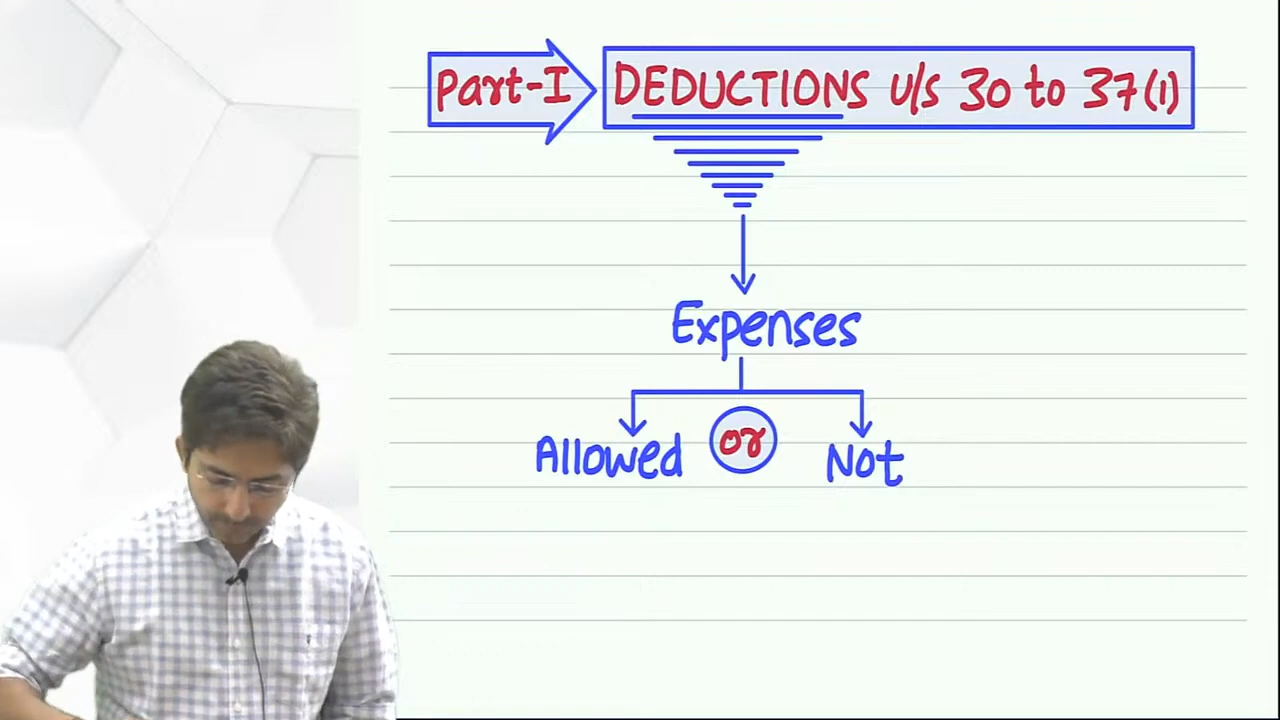 Part-I DEDUCTIONS u/s 30 to 37(1)
Expenses
Allowed or Not